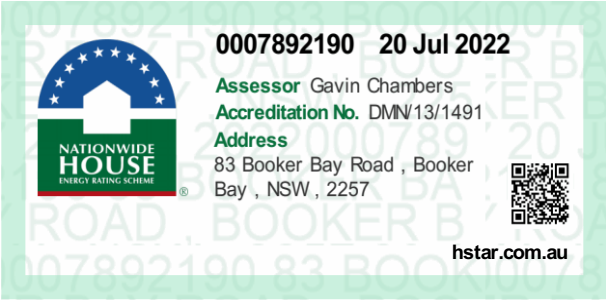 0007892190 20 Jul 2022
Assessor Gavin Chambers
Accreditation No. DMN/13/1491
Address
83 Booker Bay Road , Booker
Bay , NSW , 2257
NATIONWIDE
HOUSE
ENERGY RATING SCHEME
®
hstar.com.au